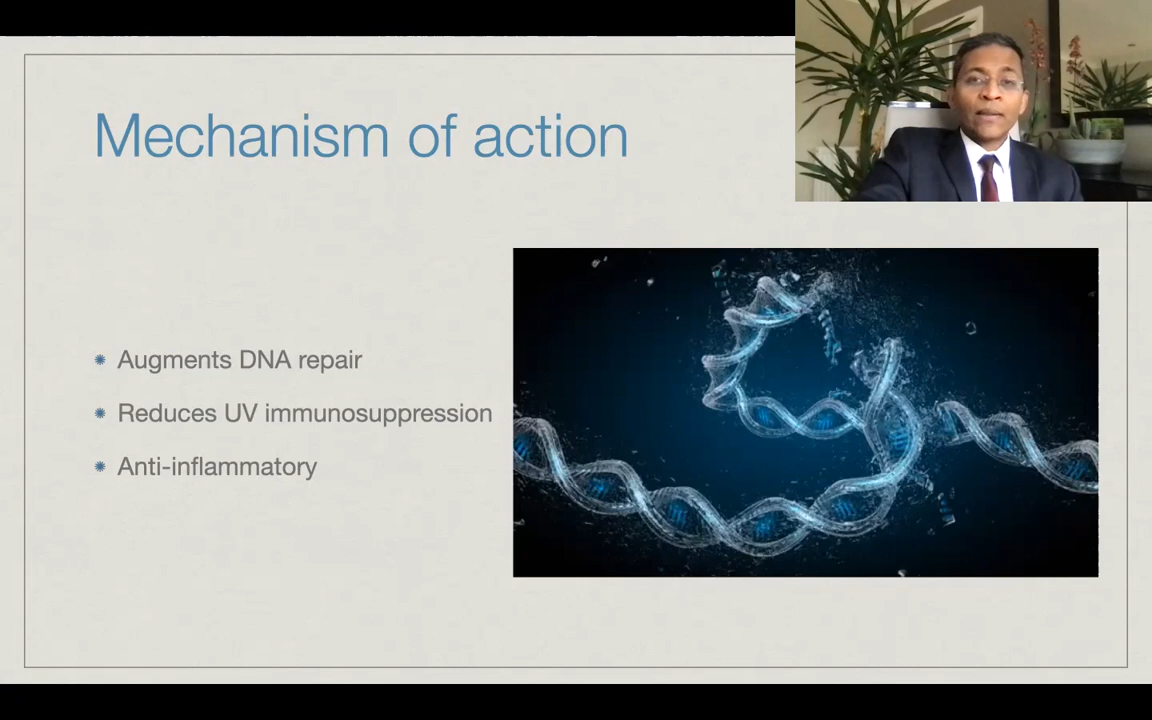 Mechanism of action
Augments DNA repair
Reduces UV immunosuppression
Anti-inflammatory